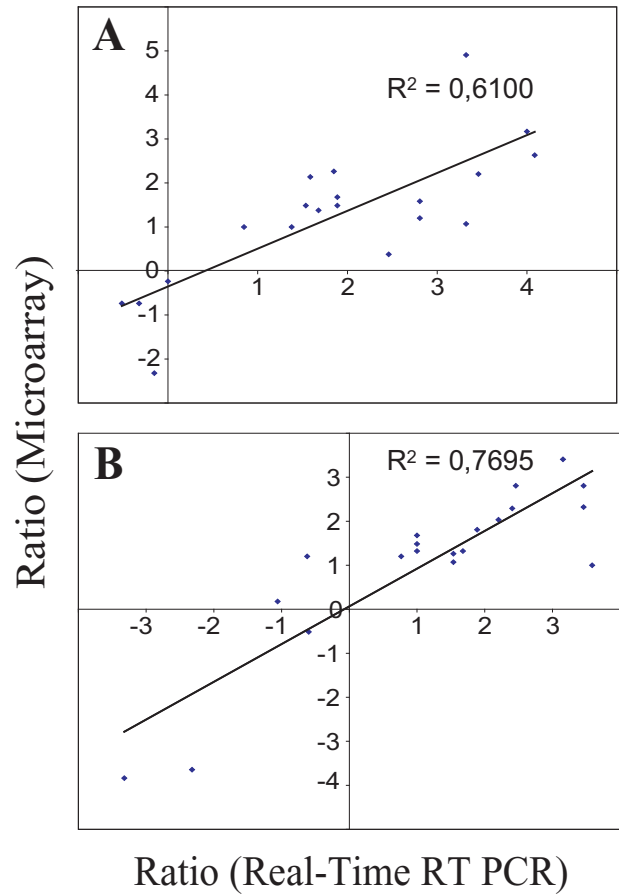 A
R² = 0,6100
5
4
3
2
1
0
-1
-2
1 2 3 4
B
R² = 0,7695
3
2
1
0
-1
-2
-3
-4
-3 -2 -1 1 2 3
Ratio (Microarray)
Ratio (Real-Time RT PCR)